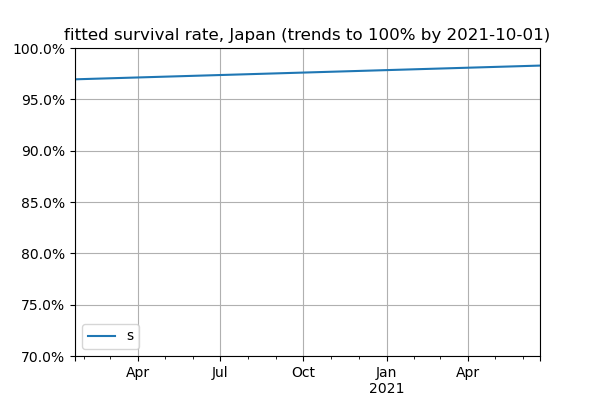 fitted survival rate, Japan (trends to 100% by 2021-10-01)
100.0%
95.0%
90.0%
85.0%
80.0%
75.0%
70.0%
s
Apr Jul Oct Jan Apr
2021